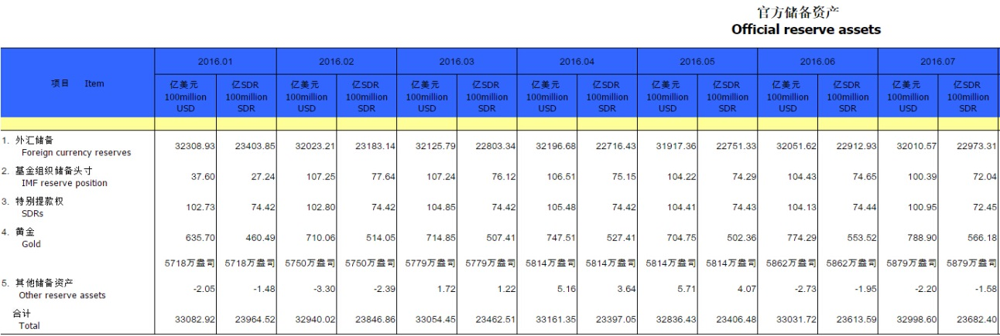 官方储备资产
Official reserve assets
项目 Item 2016.01 2016.02 2016.03 2016.04 2016.05 2016.06 2016.07
亿美元 亿SDR 亿美元 亿SDR 亿美元 亿SDR 亿美元 亿SDR 亿美元 亿SDR 亿美元 亿SDR 亿美元 亿SDR
100million 100million 100million 100million 100million 100million 100million 100million 100million 100million 100million 100million 100million 100million
USD SDR USD SDR USD SDR USD SDR USD SDR USD SDR USD SDR
1. 外汇储备
Foreign currency reserves 32308.93 23403.85 32023.21 23183.14 32125.79 22803.34 32196.68 22716.43 31917.36 22751.33 32051.62 22912.93 32010.57 22973.31
2. 基金组织储备头寸
IMF reserve position 37.60 27.24 107.25 77.64 107.24 76.12 106.51 75.15 104.22 74.29 104.43 74.65 100.39 72.04
3. 特别提款权
SDRs 102.73 74.42 102.80 74.42 104.85 74.42 105.48 74.42 104.41 74.43 104.13 74.44 100.95 72.45
4. 黄金
Gold 635.70 460.49 710.06 514.05 714.85 507.41 747.51 527.41 704.75 502.36 774.29 553.52 788.90 566.18
5718万盎司 5718万盎司 5750万盎司 5750万盎司 5779万盎司 5779万盎司 5814万盎司 5814万盎司 5814万盎司 5814万盎司 5862万盎司 5862万盎司 5879万盎司 5879万盎司
5. 其他储备资产
Other reserve assets -2.05 -1.48 -3.30 -2.39 1.72 1.22 5.16 3.64 5.71 4.07 -2.73 -1.95 -2.20 -1.58
合计
Total 33082.92 23964.52 32940.02 23846.86 33054.45 23462.51 33161.35 23397.05 32836.43 23406.48 33031.72 23613.59 32998.60 23682.40